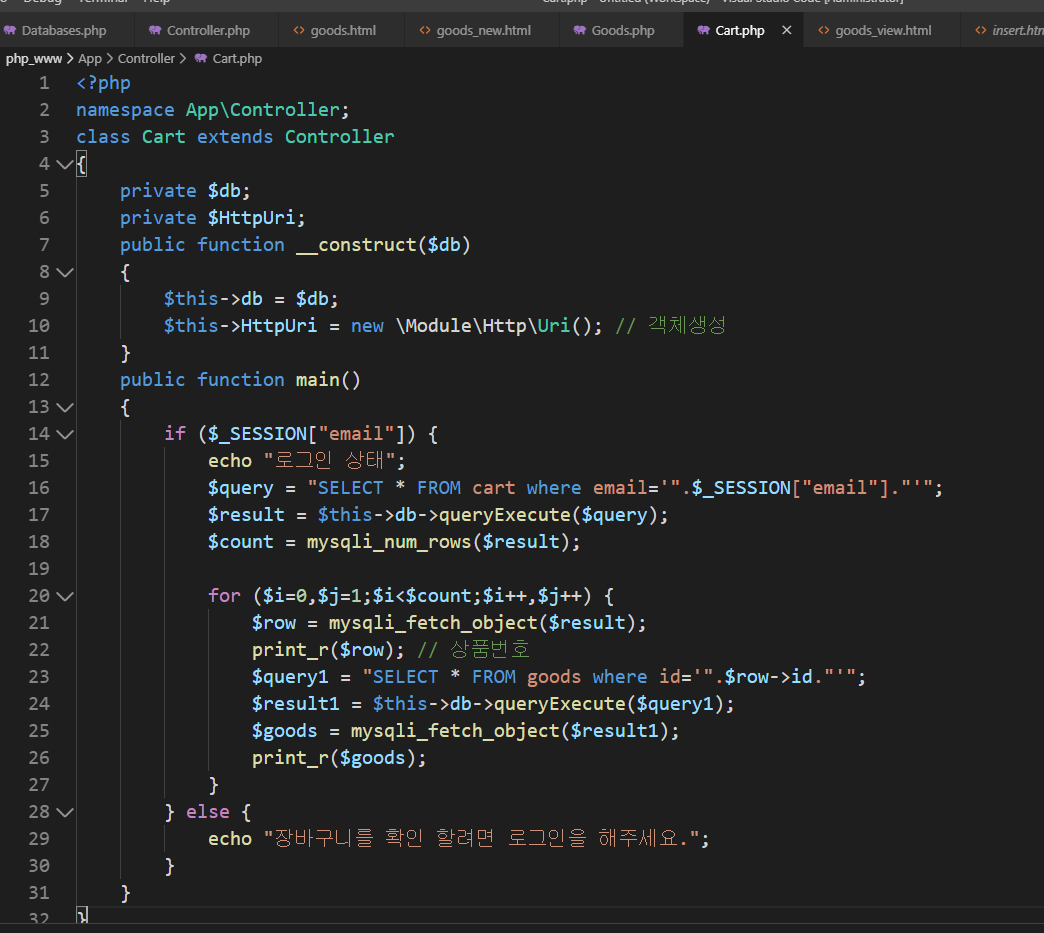 Debug Terminal Help
Databases.php Controller.php goods.html goods_new.html Goods.php Cart.php goods_view.html
php_www > App > Controller > Cart.php
1 <?php
2 namespace App\Controller;
3 class Cart extends Controller
4 {
5 private $db;
6 private $HttpUri;
7 public function __construct($db)
8 {
9 $this->db = $db;
10 $this->HttpUri = new \Module\Http\Uri(); // 객체생성
11 }
12 public function main()
13 {
14 if ($_SESSION["email"]) {
15 echo "로그인 상태";
16 $query = "SELECT * FROM cart where email='".$_SESSION["email"]."'";
17 $result = $this->db->queryExecute($query);
18 $count = mysqli_num_rows($result);
19
20 for ($i=0,$j=1;$i<$count;$i++,$j++) {
21 $row = mysqli_fetch_object($result);
22 print_r($row); // 상품번호
23 $query1 = "SELECT * FROM goods where id='".$row->id."'";
24 $result1 = $this->db->queryExecute($query1);
25 $goods = mysqli_fetch_object($result1);
26 print_r($goods);
27 }
28 } else {
29 echo "장바구니를 확인 할려면 로그인을 해주세요.";
30 }
31 }
32 }